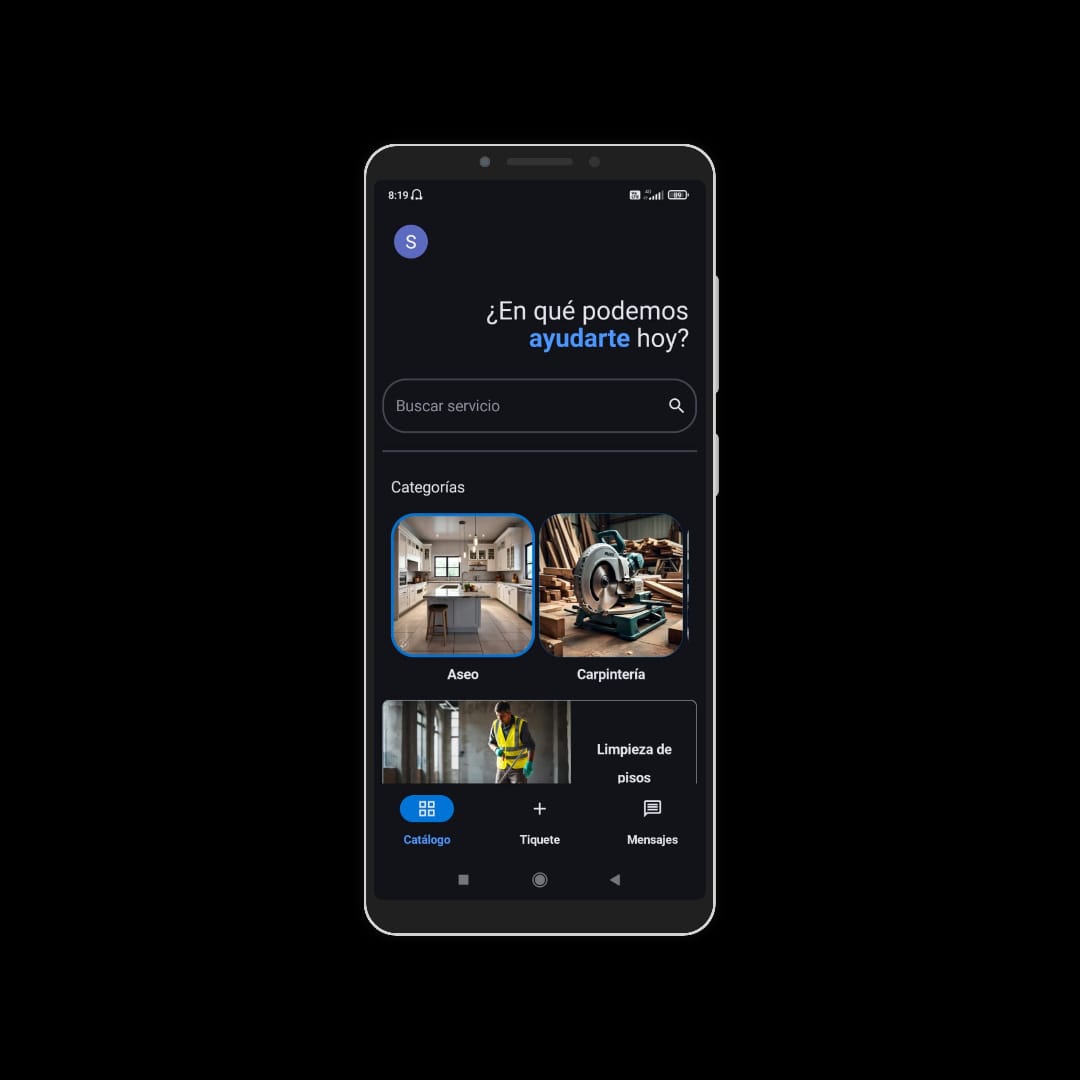 8:19
89
S
¿En qué podemos
ayudarte hoy?
Buscar servicio
Categorías
Aseo
Carpintería
Limpieza de
pisos
Catálogo
Tiquete
Mensajes